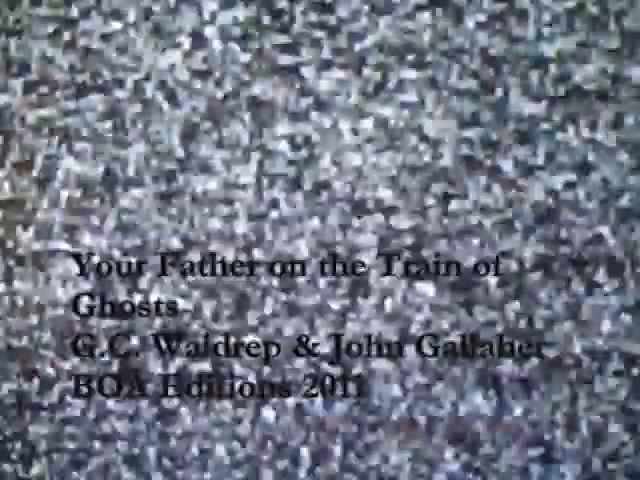 Your Father on the Train of
Ghosts
G.C. Waldrep & John Gallaher
BOA Editions 2011